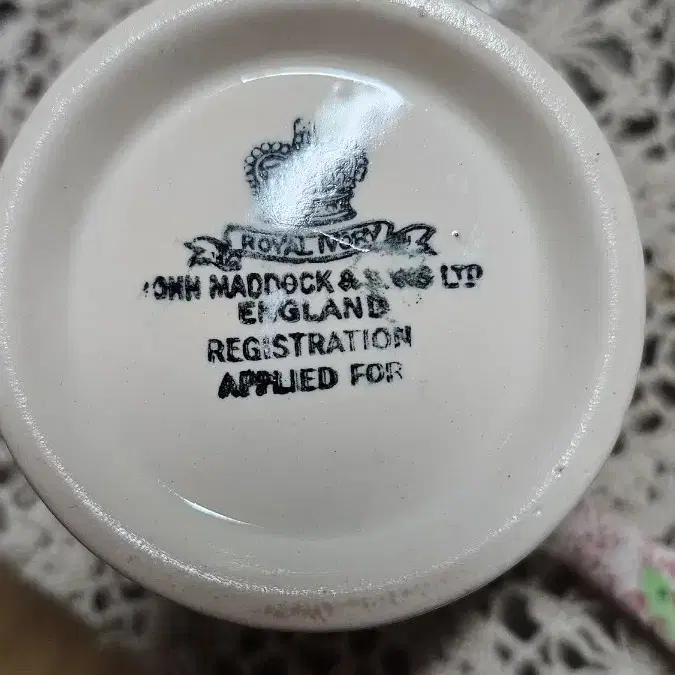 ROYAL IVORY
JOHN MADDOCK & SONS LTD
ENGLAND
REGISTRATION
APPLIED FOR